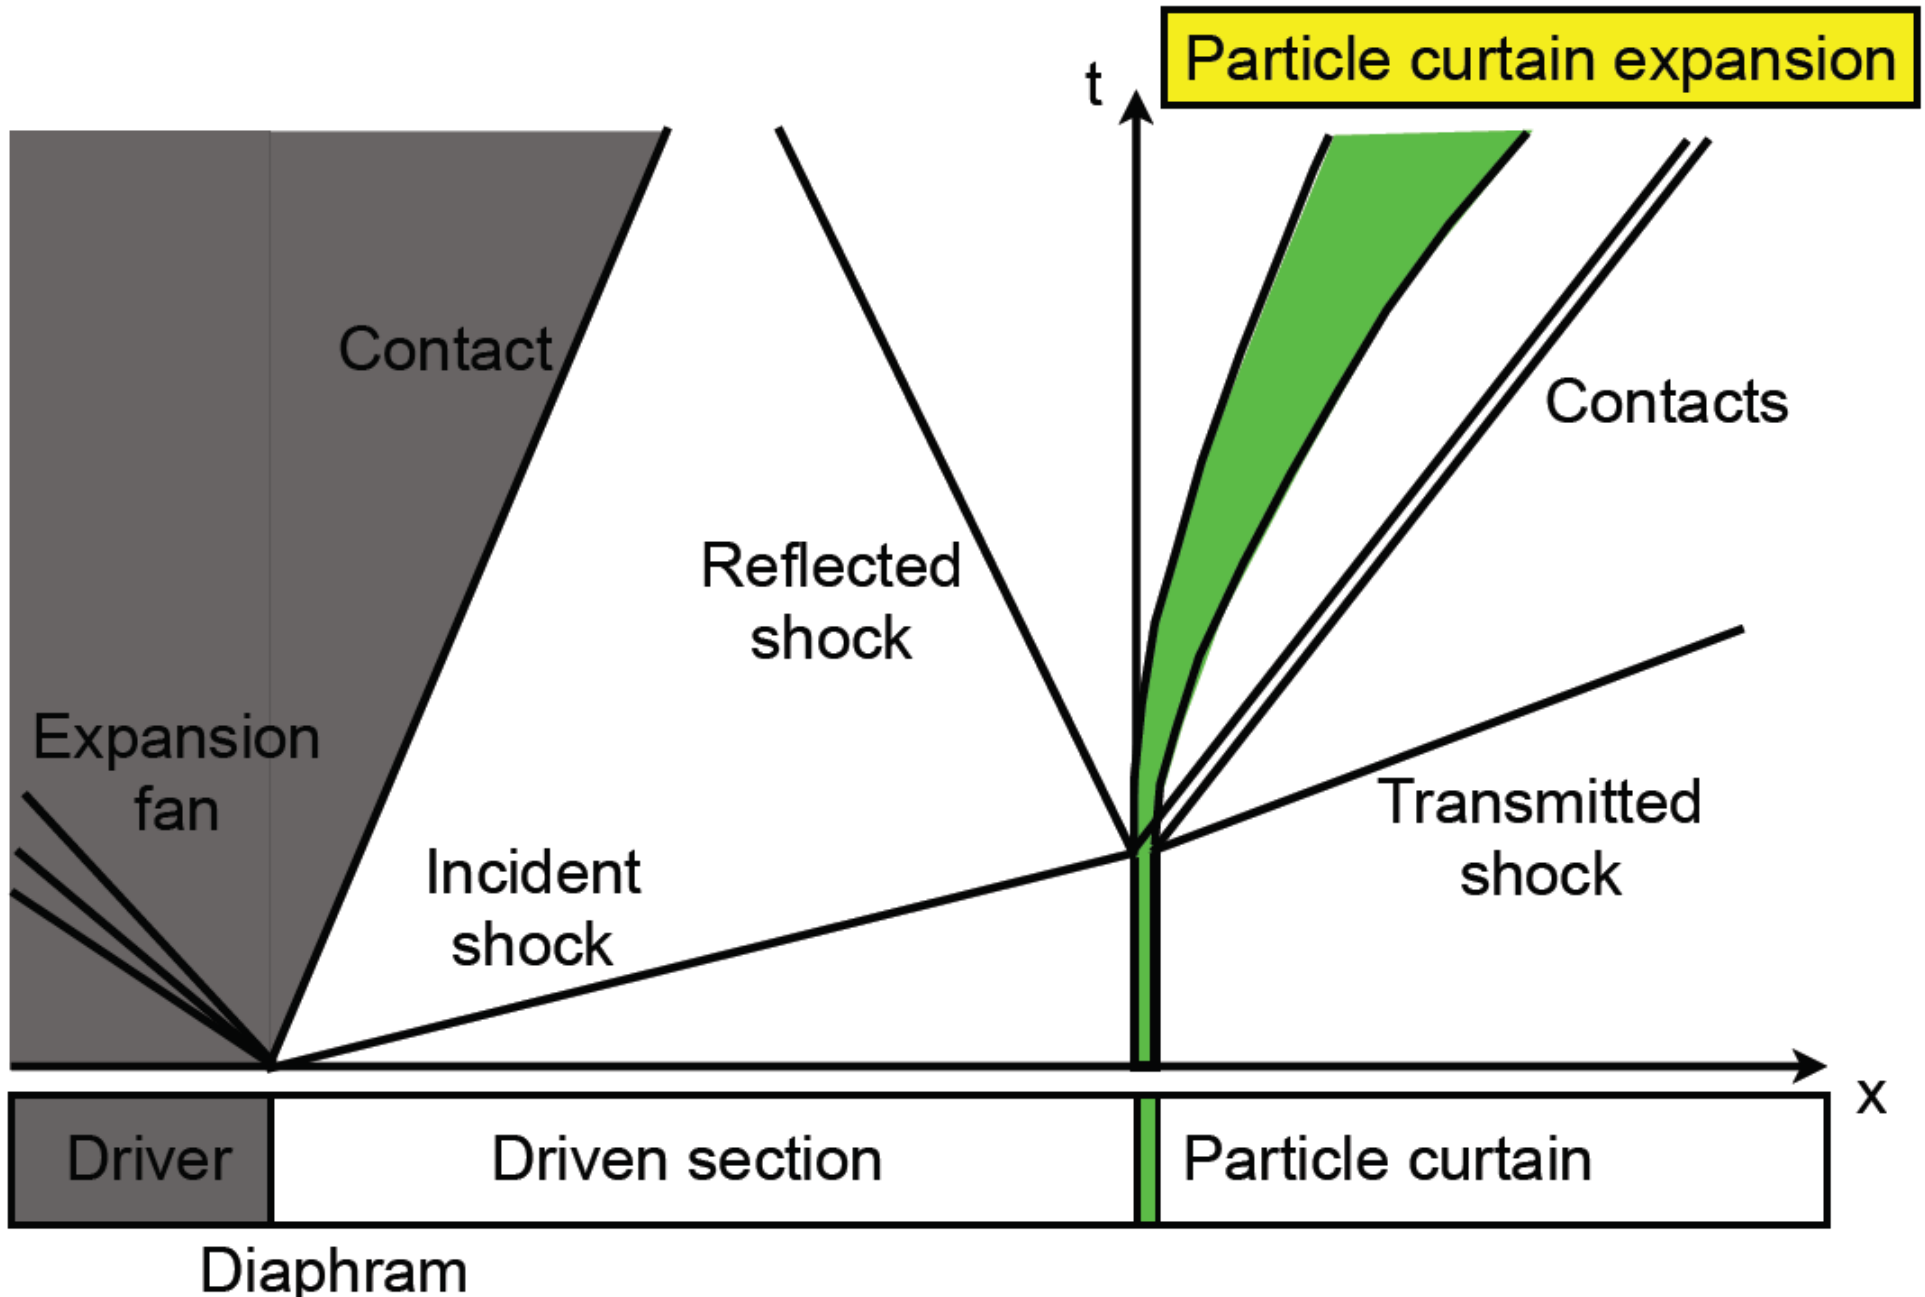 Particle curtain expansion
t
Contact
Contacts
Reflected
shock
Expansion
fan
Transmitted
shock
Incident
shock
x
Driver
Driven section
Particle curtain
Diaphram